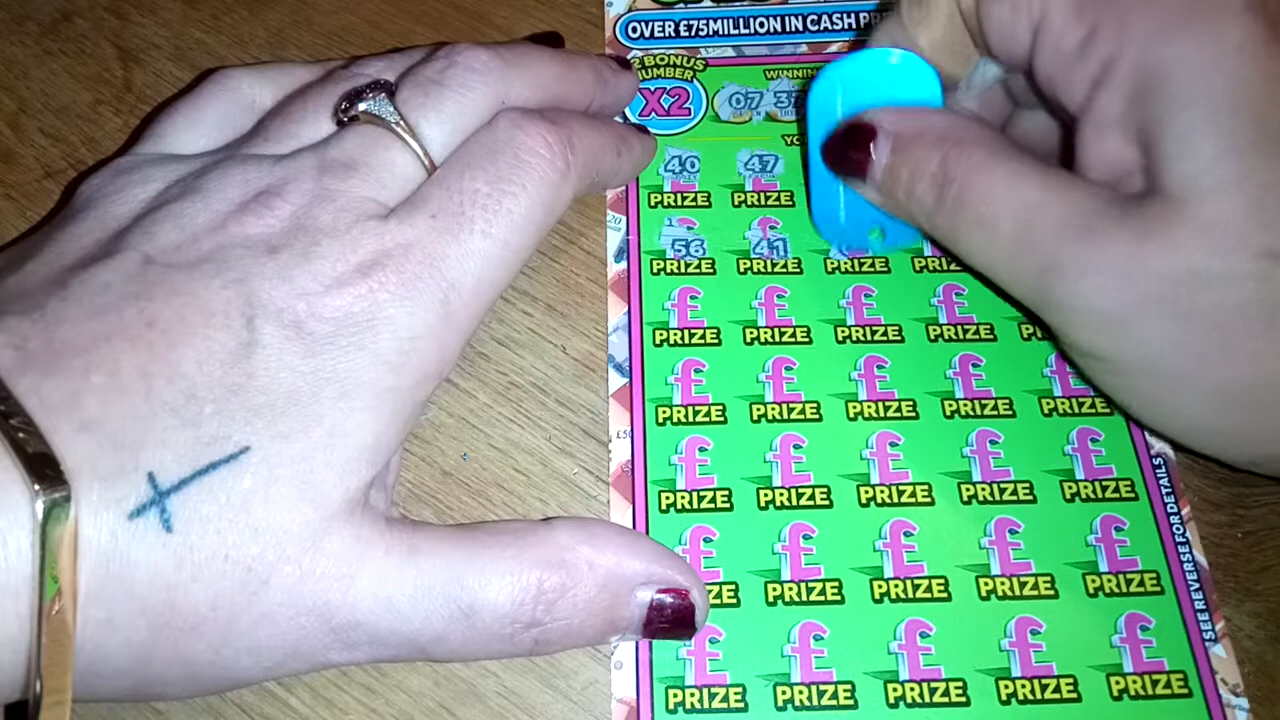 OVER £75MILLION IN CASH
BONUS
NUMBER
X2
07
40 47
PRIZE PRIZE
56 41
PRIZE PRIZE PRIZE
£ £ £ £
PRIZE PRIZE PRIZE PRIZE
£ £ £ £ £
PRIZE PRIZE PRIZE PRIZE PRIZE
£ £ £ £ £
PRIZE PRIZE PRIZE PRIZE PRIZE
£ £ £ £ £
PRIZE PRIZE PRIZE PRIZE
£ £ £ £ £
PRIZE PRIZE PRIZE PRIZE PRIZE
SEE REVERSE FOR DETAILS